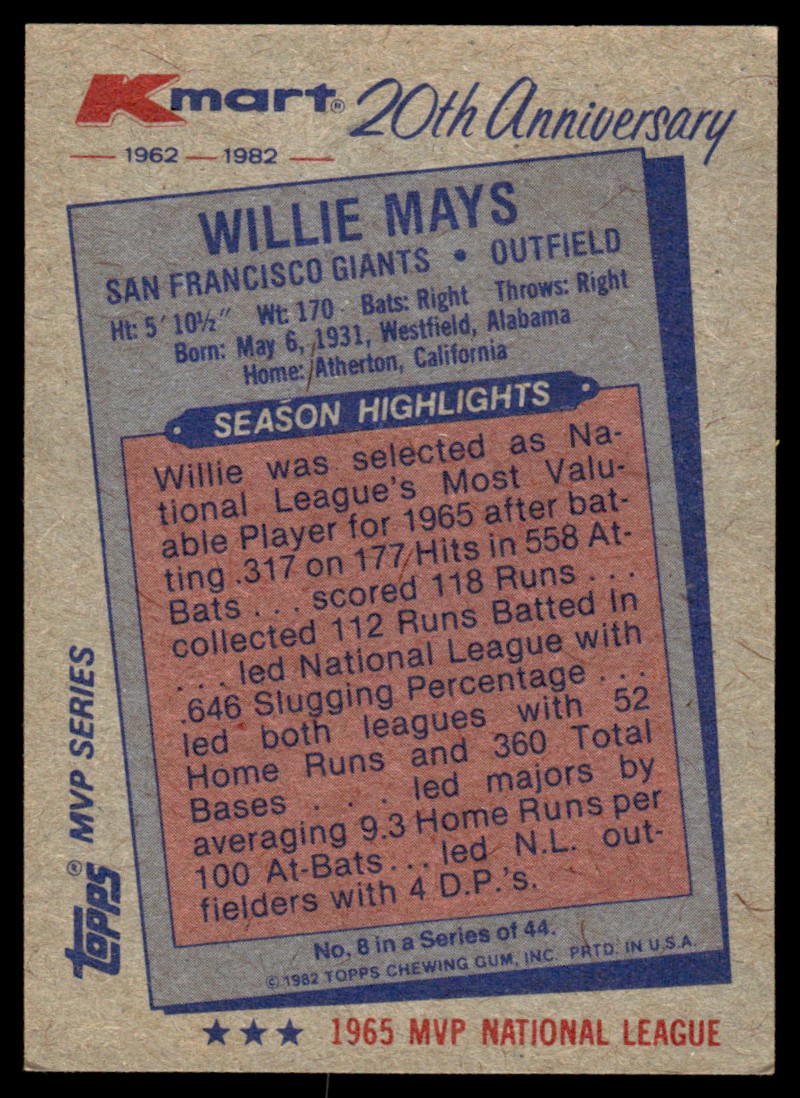 Kmart® 20th Anniversary
1962 — 1982
WILLIE MAYS
SAN FRANCISCO GIANTS • OUTFIELD
Ht: 5' 10½" Wt: 170 Bats: Right Throws: Right
Born: May 6, 1931, Westfield, Alabama
Home: Atherton, California
SEASON HIGHLIGHTS
Willie was selected as Na-
tional League's Most Valu-
able Player for 1965 after bat-
ting .317 on 177 Hits in 558 At-
Bats . . . scored 118 Runs . . .
collected 112 Runs Batted In
. . . led National League with
.646 Slugging Percentage . . .
led both leagues with 52
Home Runs and 360 Total
Bases . . . led majors by
averaging 9.3 Home Runs per
100 At-Bats . . . led N.L. out-
fielders with 4 D.P.'s.
No. 8 in a Series of 44.
©1982 TOPPS CHEWING GUM, INC. PRTD. IN U.S.A.
topps® MVP SERIES
★★★ 1965 MVP NATIONAL LEAGUE